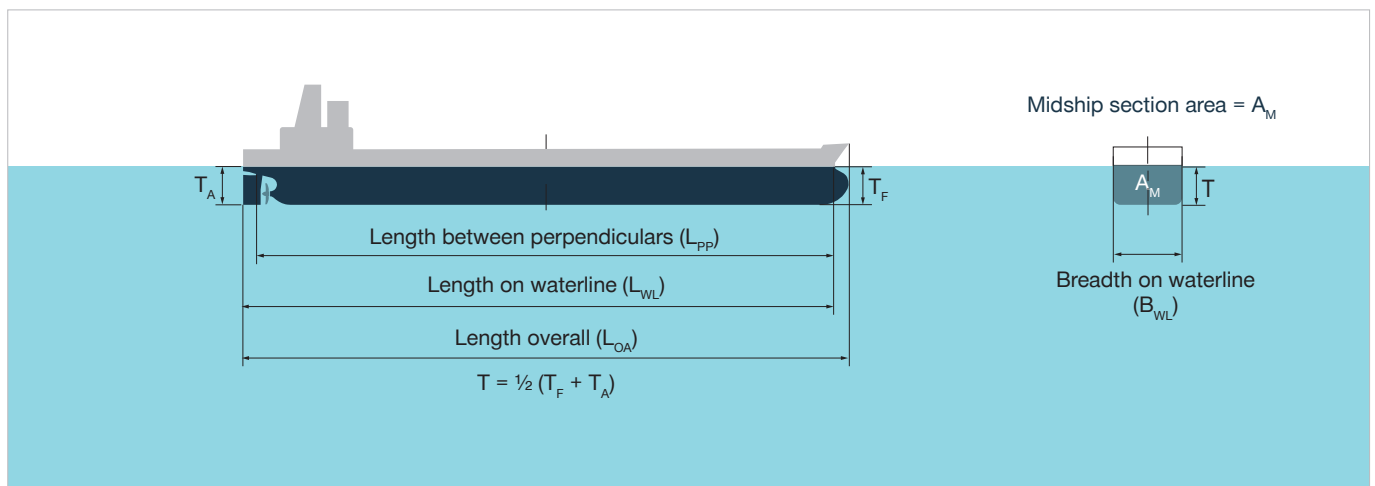 Midship section area = A_M
T_A
T_F
A_M
T
Length between perpendiculars (L_PP)
Length on waterline (L_WL)
Breadth on waterline
(B_WL)
Length overall (L_OA)
T = ½ (T_F + T_A)